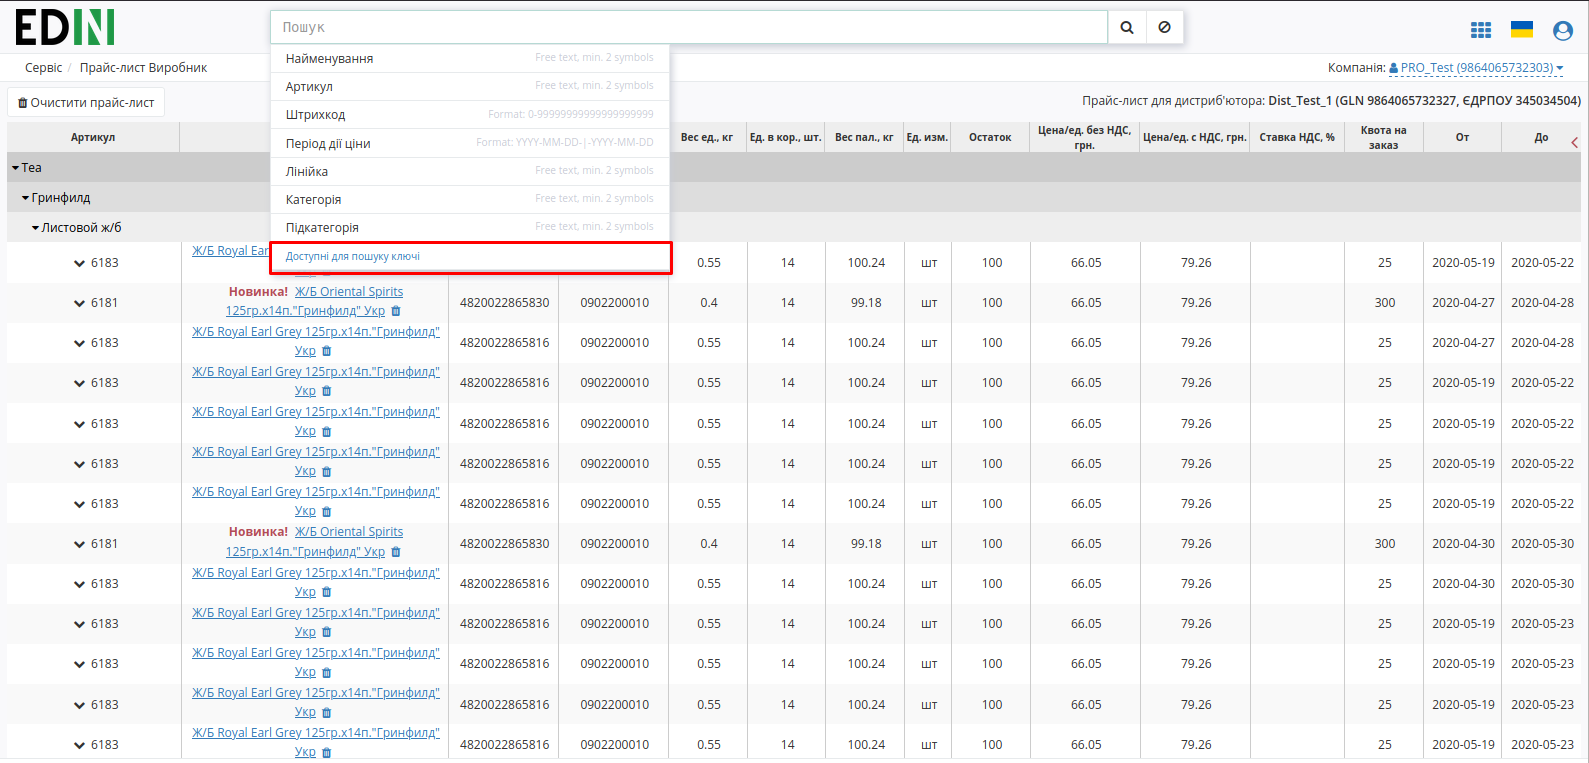 EDIN
Пошук
Найменування Free text, min. 2 symbols
Артикул Free text, min. 2 symbols
Штрихкод Format: 0-99999999999999999999
Період дії ціни Format: YYYY-MM-DD-|-YYYY-MM-DD
Лінійка Free text, min. 2 symbols
Категорія Free text, min. 2 symbols
Підкатегорія Free text, min. 2 symbols
Доступні для пошуку ключі
Сервіс / Прайс-лист Виробник
Компанія: PRO_Test (9864065732303)
Очистити прайс-лист
Прайс-лист для дистриб'ютора: Dist_Test_1 (GLN 9864065732327, ЄДРПОУ 345034504)
Артикул Вес ед., кг Ед. в кор., шт. Вес пал., кг Ед. изм. Остаток Цена/ед. без НДС, грн. Цена/ед. с НДС, грн. Ставка НДС, % Квота на заказ От До
Tea
Гринфилд
Листовой ж/б
6183 Ж/Б Royal Ear 0.55 14 100.24 шт 100 66.05 79.26 25 2020-05-19 2020-05-22
6181 Новинка! Ж/Б Oriental Spirits 4820022865830 0902200010 0.4 14 99.18 шт 100 66.05 79.26 300 2020-04-27 2020-04-28
125гр.х14п."Гринфилд" Укр
6183 Ж/Б Royal Earl Grey 125гр.х14п."Гринфилд" 4820022865816 0902200010 0.55 14 100.24 шт 100 66.05 79.26 25 2020-04-27 2020-04-28
Укр
6183 Ж/Б Royal Earl Grey 125гр.х14п."Гринфилд" 4820022865816 0902200010 0.55 14 100.24 шт 100 66.05 79.26 25 2020-05-19 2020-05-22
Укр
6183 Ж/Б Royal Earl Grey 125гр.х14п."Гринфилд" 4820022865816 0902200010 0.55 14 100.24 шт 100 66.05 79.26 25 2020-05-19 2020-05-22
Укр
6183 Ж/Б Royal Earl Grey 125гр.х14п."Гринфилд" 4820022865816 0902200010 0.55 14 100.24 шт 100 66.05 79.26 25 2020-05-19 2020-05-22
Укр
6183 Ж/Б Royal Earl Grey 125гр.х14п."Гринфилд" 4820022865816 0902200010 0.55 14 100.24 шт 100 66.05 79.26 25 2020-05-19 2020-05-22
Укр
6181 Новинка! Ж/Б Oriental Spirits 4820022865830 0902200010 0.4 14 99.18 шт 100 66.05 79.26 300 2020-04-30 2020-05-30
125гр.х14п."Гринфилд" Укр
6183 Ж/Б Royal Earl Grey 125гр.х14п."Гринфилд" 4820022865816 0902200010 0.55 14 100.24 шт 100 66.05 79.26 25 2020-04-30 2020-05-30
Укр
6183 Ж/Б Royal Earl Grey 125гр.х14п."Гринфилд" 4820022865816 0902200010 0.55 14 100.24 шт 100 66.05 79.26 25 2020-05-19 2020-05-23
Укр
6183 Ж/Б Royal Earl Grey 125гр.х14п."Гринфилд" 4820022865816 0902200010 0.55 14 100.24 шт 100 66.05 79.26 25 2020-05-19 2020-05-23
Укр
6183 Ж/Б Royal Earl Grey 125гр.х14п."Гринфилд" 4820022865816 0902200010 0.55 14 100.24 шт 100 66.05 79.26 25 2020-05-19 2020-05-23
Укр
6183 Ж/Б Royal Earl Grey 125гр.х14п."Гринфилд" 4820022865816 0902200010 0.55 14 100.24 шт 100 66.05 79.26 25 2020-05-19 2020-05-23
Укр